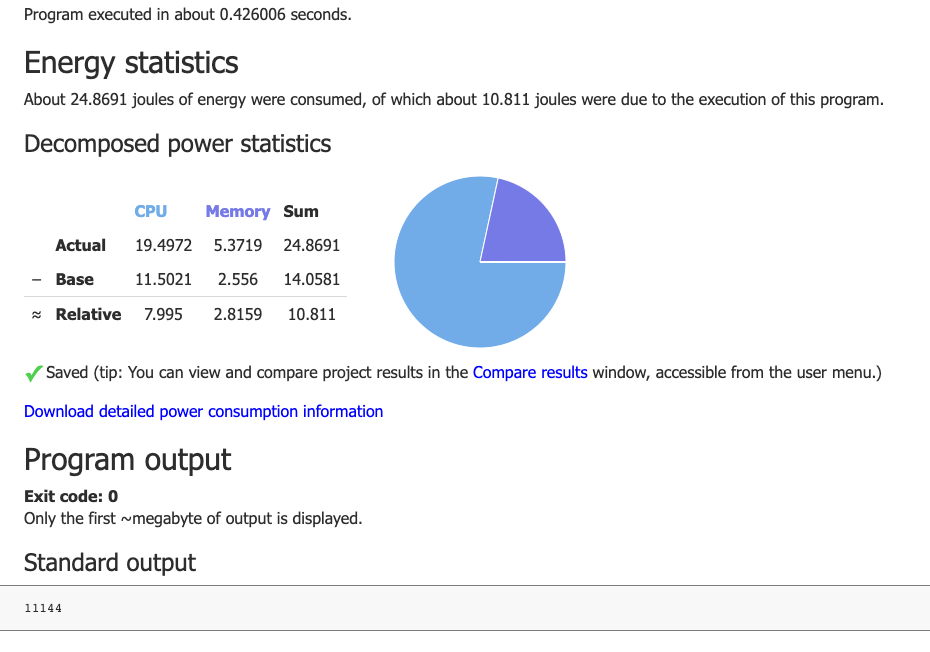 Program executed in about 0.426006 seconds.
Energy statistics
About 24.8691 joules of energy were consumed, of which about 10.811 joules were due to the execution of this program.
Decomposed power statistics
CPU Memory Sum
Actual 19.4972 5.3719 24.8691
− Base 11.5021 2.556 14.0581
≈ Relative 7.995 2.8159 10.811
Saved (tip: You can view and compare project results in the Compare results window, accessible from the user menu.)
Download detailed power consumption information
Program output
Exit code: 0
Only the first ~megabyte of output is displayed.
Standard output
11144